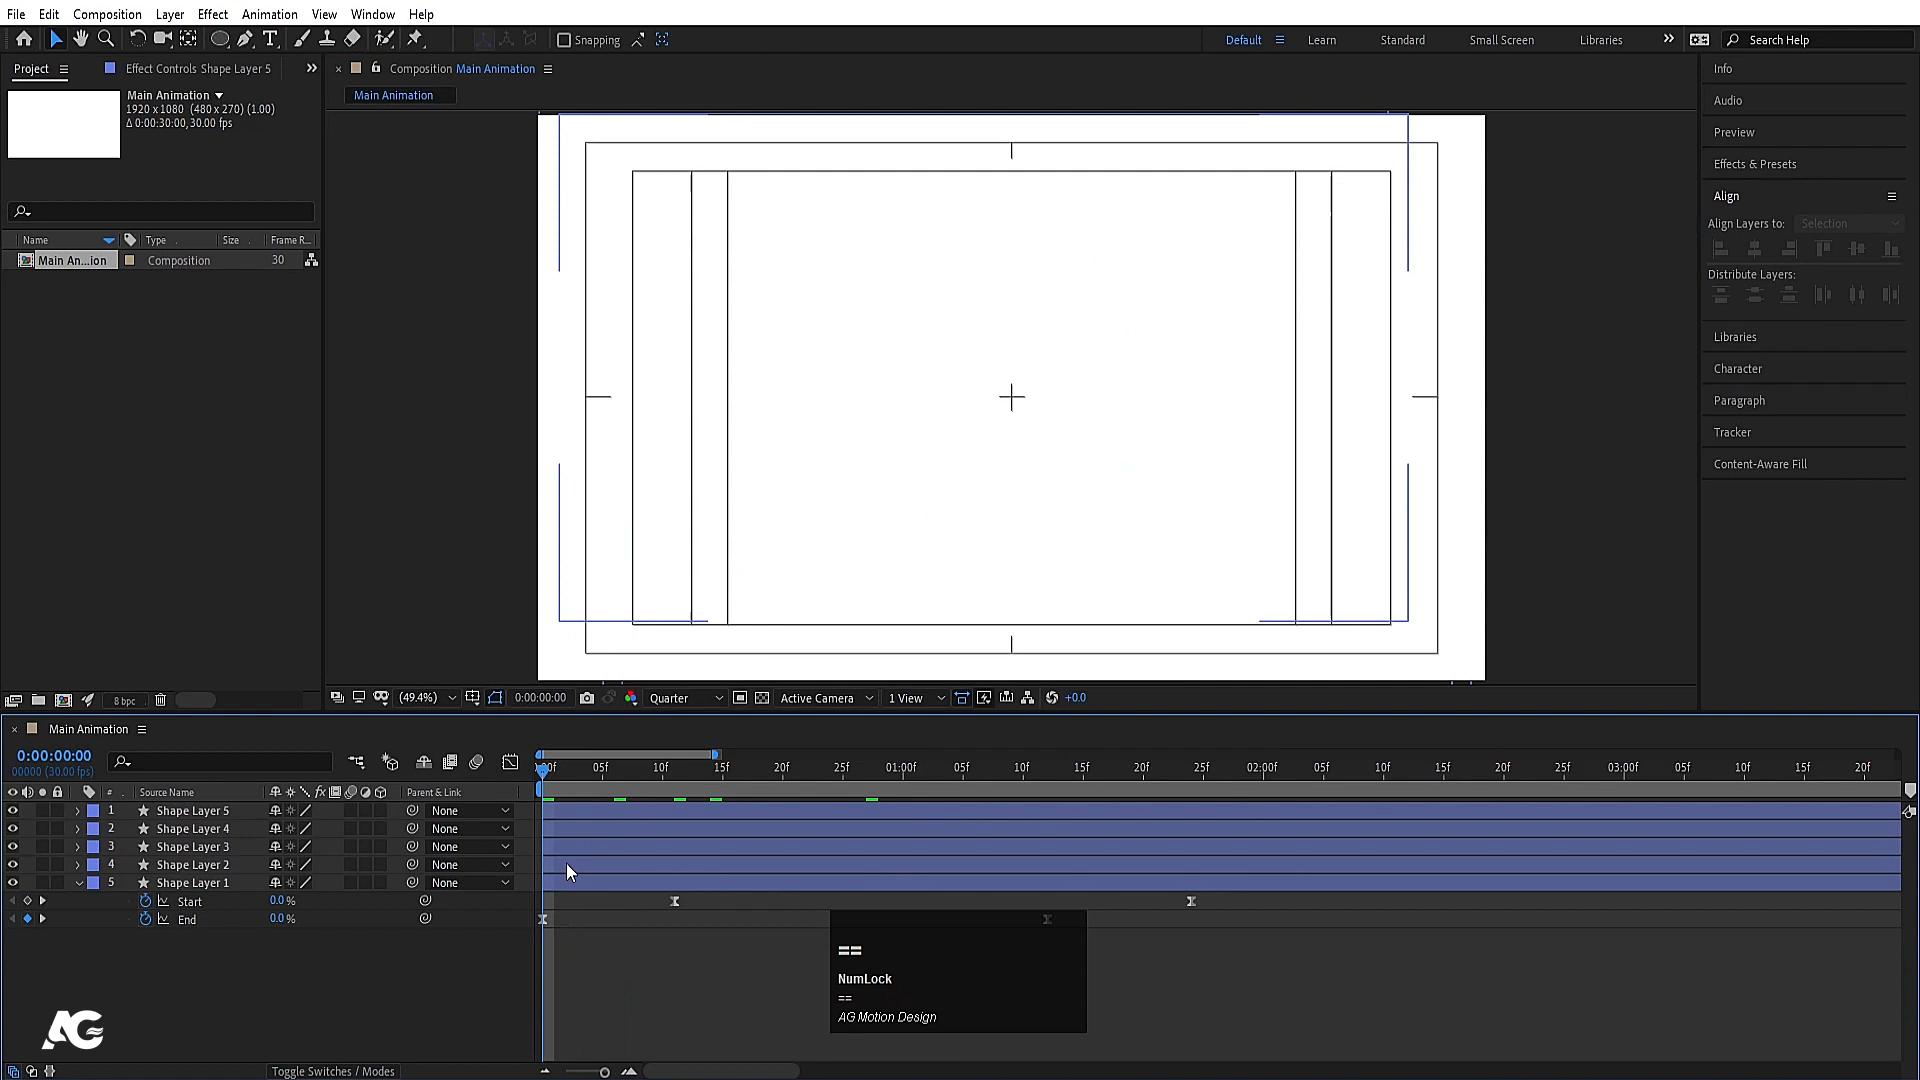 File Edit Composition Layer Effect Animation View Window Help
Snapping
Default Learn Standard Small Screen Libraries Search Help
Project Effect Controls Shape Layer 5
Composition Main Animation
Main Animation
Main Animation
1920 x 1080 (480 x 270) (1.00)
Δ 0:00:30:00, 30.00 fps
Name Type Size Frame R...
Main An...ion Composition 30
Info
Audio
Preview
Effects & Presets
Align
Align Layers to: Selection
Distribute Layers:
Libraries
Character
Paragraph
Tracker
Content-Aware Fill
8 bpc
(49.4%) 0:00:00:00 Quarter Active Camera 1 View +0.0
Main Animation
0:00:00:00
00000 (30.00 fps)
05f 10f 15f 20f 25f 01:00f 05f 10f 15f 20f 25f 02:00f 05f 10f 15f 20f 25f 03:00f 05f 10f 15f 20f
# Source Name fx Parent & Link
1 Shape Layer 5 None
2 Shape Layer 4 None
3 Shape Layer 3 None
4 Shape Layer 2 None
5 Shape Layer 1 None
Start 0.0 %
End 0.0 %
==
NumLock
==
AG Motion Design
AG
Toggle Switches / Modes